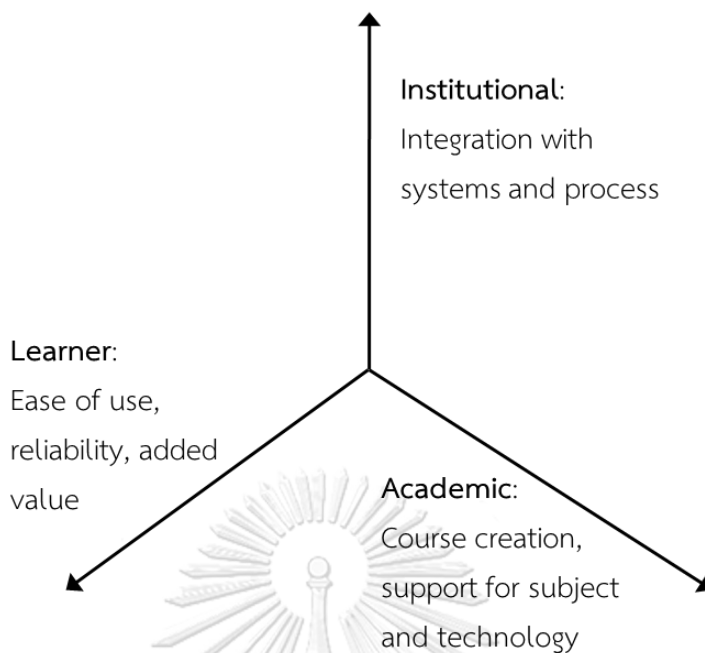 Institutional:
Integration with
systems and process
Learner:
Ease of use,
reliability, added
value
Academic:
Course creation,
support for subject
and technology